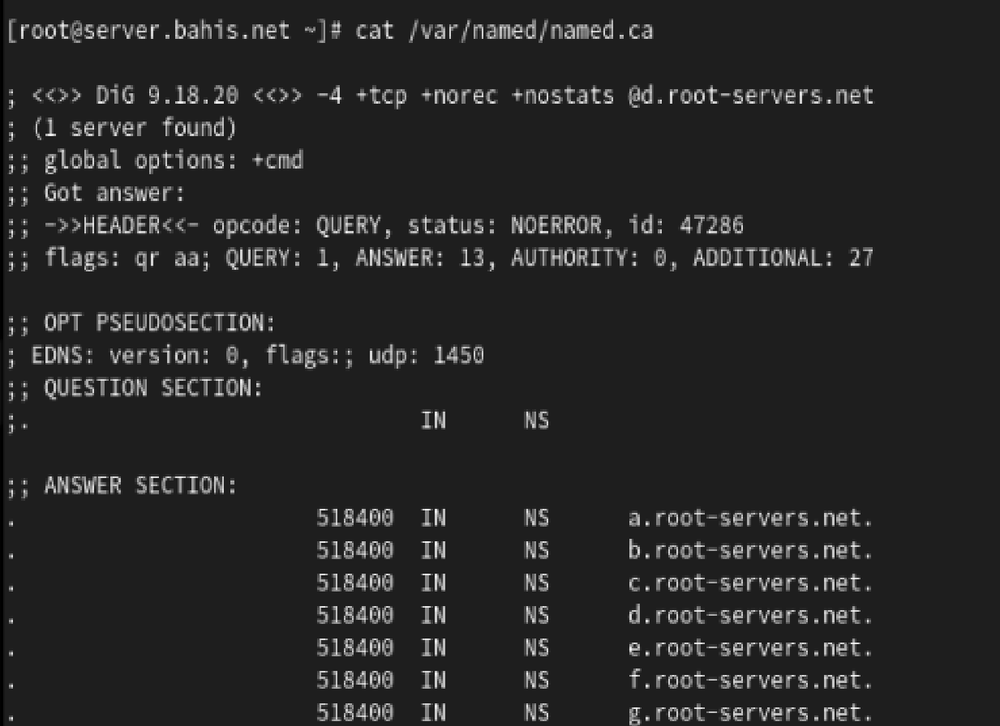 [root@server.bahis.net ~]# cat /var/named/named.ca
; <<>> DiG 9.18.20 <<>> -4 +tcp +norec +nostats @d.root-servers.net
; (1 server found)
;; global options: +cmd
;; Got answer:
;; ->>HEADER<<- opcode: QUERY, status: NOERROR, id: 47286
;; flags: qr aa; QUERY: 1, ANSWER: 13, AUTHORITY: 0, ADDITIONAL: 27
;; OPT PSEUDOSECTION:
; EDNS: version: 0, flags:; udp: 1450
;; QUESTION SECTION:
;. IN NS
;; ANSWER SECTION:
. 518400 IN NS a.root-servers.net.
. 518400 IN NS b.root-servers.net.
. 518400 IN NS c.root-servers.net.
. 518400 IN NS d.root-servers.net.
. 518400 IN NS e.root-servers.net.
. 518400 IN NS f.root-servers.net.
. 518400 IN NS g.root-servers.net.